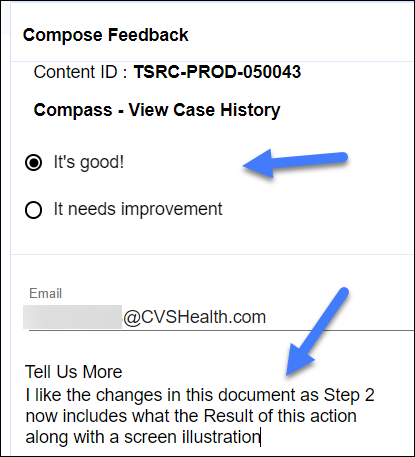 Compose Feedback
Content ID : TSRC-PROD-050043
Compass - View Case History
It's good!
It needs improvement
Email
@CVSHealth.com
Tell Us More
I like the changes in this document as Step 2
now includes what the Result of this action
along with a screen illustration